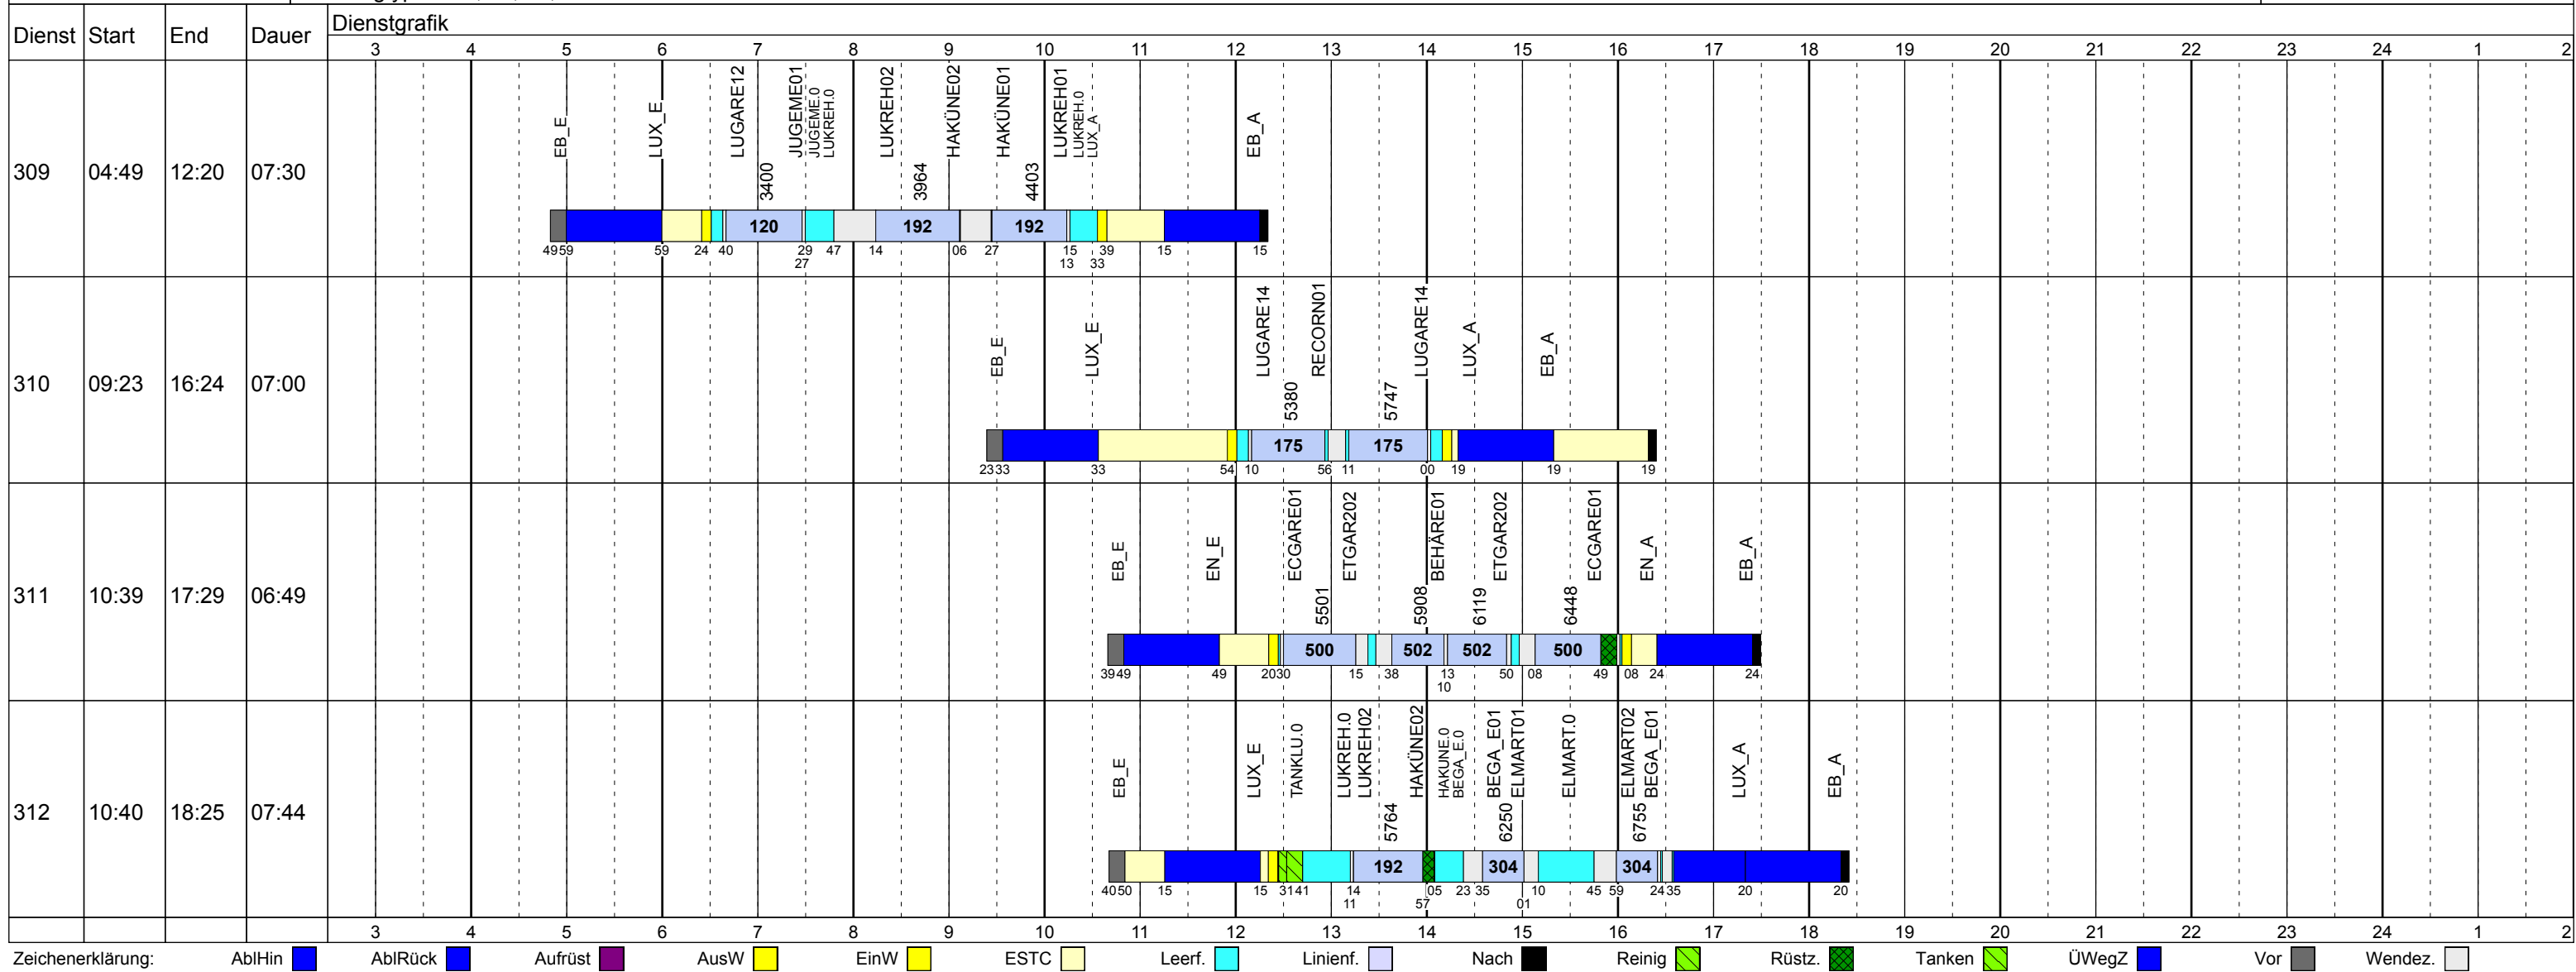 Dienst Start End Dauer Dienstgrafik
3 4 5 6 7 8 9 10 11 12 13 14 15 16 17 18 19 20 21 22 23 24 1 2
EB_E LUX_E LUGARE12 JUGEME01 JUGEME.0 LUKREH.0 LUKREH02 HAKÜNE02 HAKÜNE01 LUKREH01 LUKREH.0 LUX_A EB_A
3400 3964 4403
309 04:49 12:20 07:30
120 192 192
49 59 59 24 40 29 47 14 06 27 15 39 15 15
27 13 33
EB_E LUX_E LUGARE14 RECORN01 LUGARE14 LUX_A EB_A
5380 5747
310 09:23 16:24 07:00
175 175
23 33 33 54 10 56 11 00 19 19 19
EB_E EN_E ECGARE01 ETGAR202 BEHÄRE01 ETGAR202 ECGARE01 EN_A EB_A
5501 5908 6119 6448
311 10:39 17:29 06:49
500 502 502 500
39 49 49 20 30 15 38 13 50 08 49 08 24 24
10
EB_E LUX_E TANKLU.0 LUKREH.0 LUKREH02 HAKÜNE02 HAKUNE.0 BEGA_E.0 BEGA_E01 ELMART01 ELMART.0 ELMART02 BEGA_E01 LUX_A EB_A
5764 6250 6755
312 10:40 18:25 07:44
192 304 304
40 50 15 15 31 41 14 05 23 35 10 45 59 24 35 20 20
11 57 01
3 4 5 6 7 8 9 10 11 12 13 14 15 16 17 18 19 20 21 22 23 24 1 2
Zeichenerklärung: AblHin AblRück Aufrüst AusW EinW ESTC Leerf. Linienf. Nach Reinig Rüstz. Tanken ÜWegZ Vor Wendez.